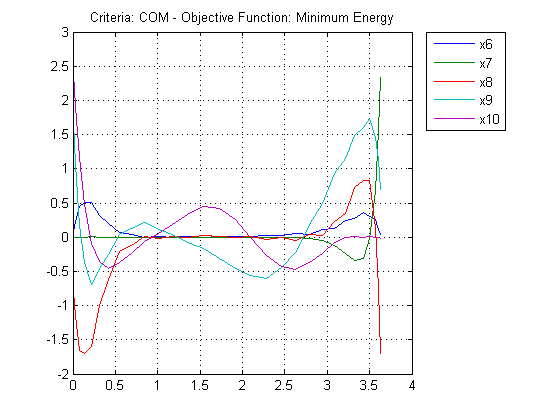 Criteria: COM - Objective Function: Minimum Energy
3
2.5
2
1.5
1
0.5
0
-0.5
-1
-1.5
-2
0 0.5 1 1.5 2 2.5 3 3.5 4
x6
x7
x8
x9
x10